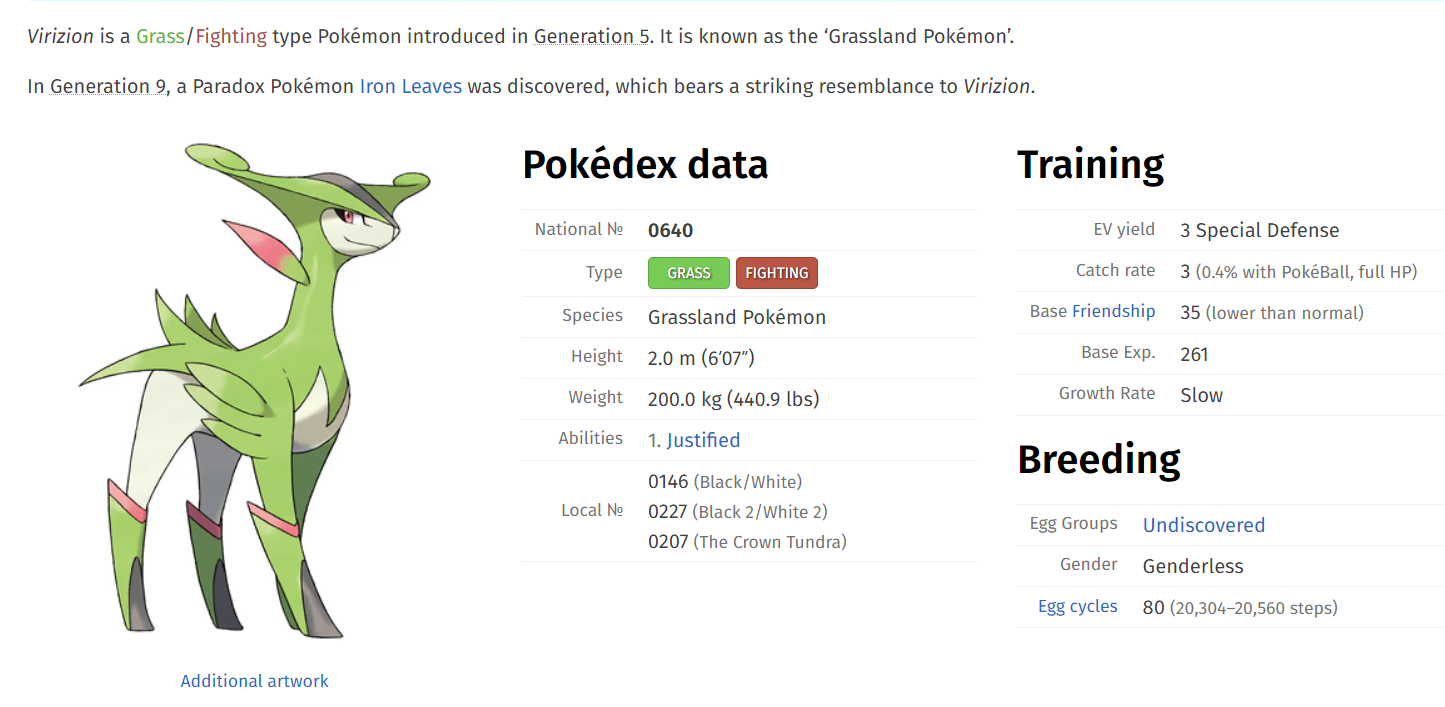 Virizion is a Grass/Fighting type Pokémon introduced in Generation 5. It is known as the ‘Grassland Pokémon’.
In Generation 9, a Paradox Pokémon Iron Leaves was discovered, which bears a striking resemblance to Virizion.
Additional artwork
Pokédex data
National № 0640
Type GRASS FIGHTING
Species Grassland Pokémon
Height 2.0 m (6′07″)
Weight 200.0 kg (440.9 lbs)
Abilities 1. Justified
Local № 0146 (Black/White)
0227 (Black 2/White 2)
0207 (The Crown Tundra)
Training
EV yield 3 Special Defense
Catch rate 3 (0.4% with PokéBall, full HP)
Base Friendship 35 (lower than normal)
Base Exp. 261
Growth Rate Slow
Breeding
Egg Groups Undiscovered
Gender Genderless
Egg cycles 80 (20,304–20,560 steps)